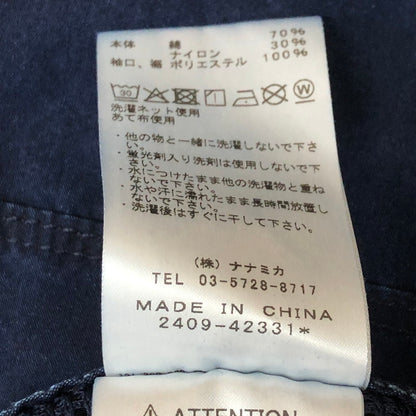 本体 綿 70%
ナイロン 30%
袖口、裾 ポリエステル 100%
30 W
洗濯ネット使用
あて布使用
・他の物と一緒に洗濯しないで下さ
い。
・蛍光剤入り洗剤は使用しないで下
さい。
・水につけたまま他の洗濯物と重ね
ないで下さい。
・水や汗に濡れたまま長時間放置し
ないで下さい。
・洗濯後はすぐに干して下さい。
(株) ナナミカ
TEL 03-5728-8717
MADE IN CHINA
2409-42331*
ATTENTION